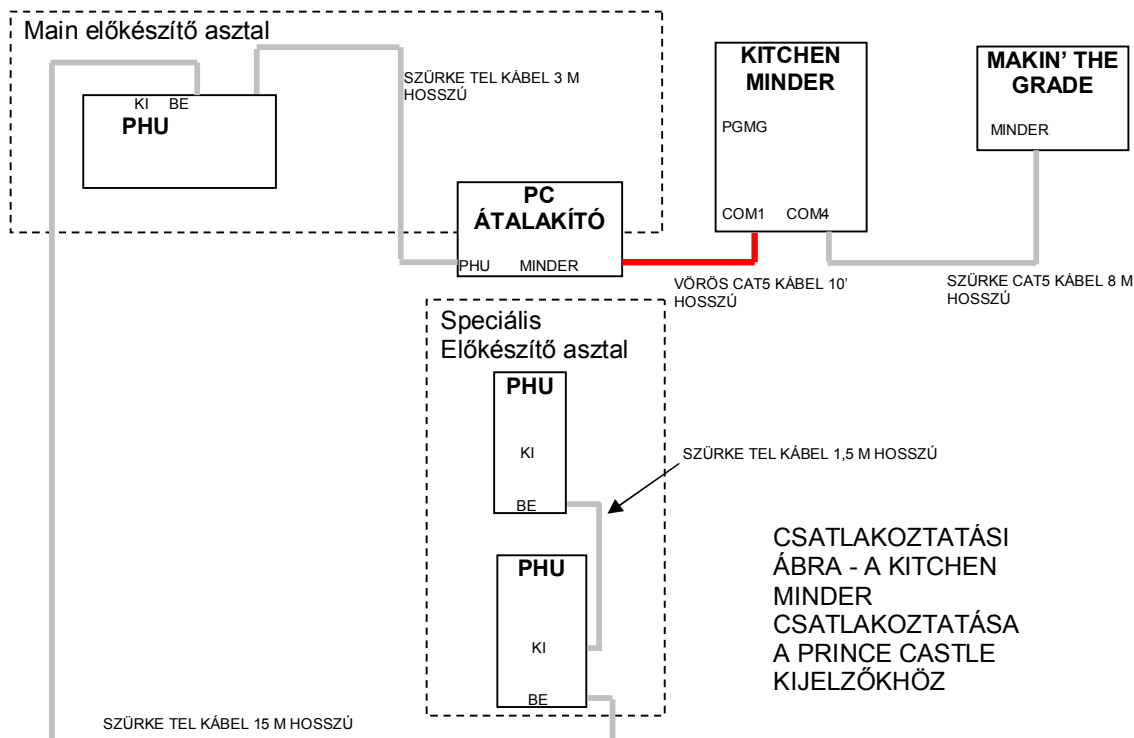 Main előkészítő asztal
SZÜRKE TEL KÁBEL 3 M
HOSSZÚ
KI BE
PHU
PC
ÁTALAKÍTÓ
PHU MINDER
KITCHEN
MINDER
PGMG
COM1 COM4
MAKIN' THE
GRADE
MINDER
VÖRÖS CAT5 KÁBEL 10'
HOSSZÚ
SZÜRKE CAT5 KÁBEL 8 M
HOSSZÚ
Speciális
Előkészítő asztal
PHU
KI
BE
SZÜRKE TEL KÁBEL 1,5 M HOSSZÚ
PHU
KI
BE
CSATLAKOZTATÁSI
ÁBRA - A KITCHEN
MINDER
CSATLAKOZTATÁSA
A PRINCE CASTLE
KIJELZŐKHÖZ
SZÜRKE TEL KÁBEL 15 M HOSSZÚ